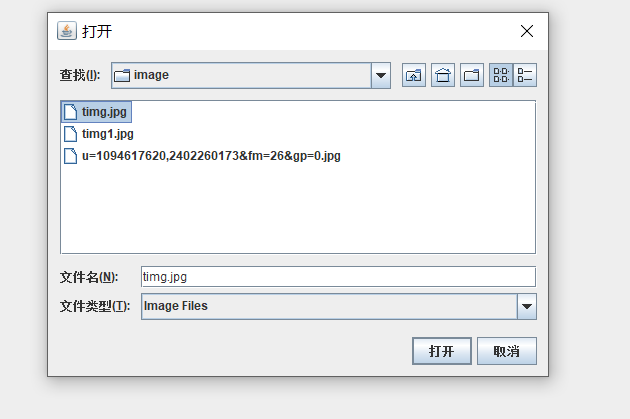 打开
查找(I): image
timg.jpg
timg1.jpg
u=1094617620,2402260173&fm=26&gp=0.jpg
文件名(N): timg.jpg
文件类型(T): Image Files
打开 取消